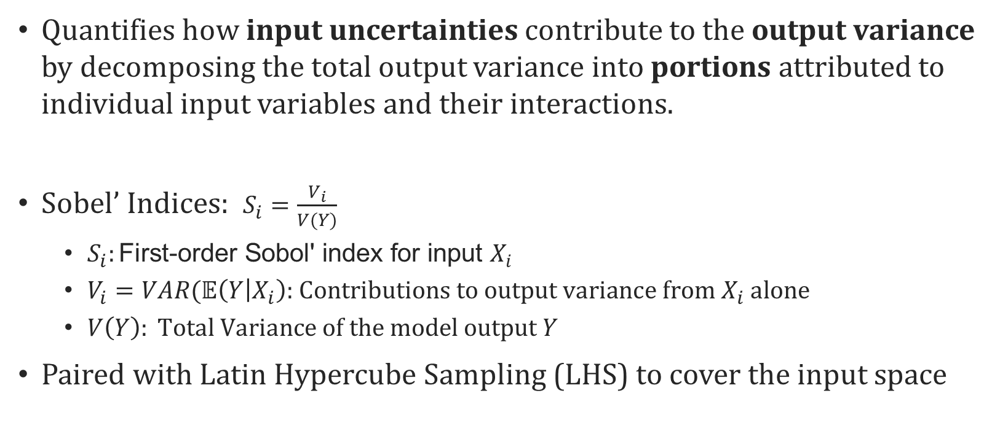 • Quantifies how input uncertainties contribute to the output variance
by decomposing the total output variance into portions attributed to
individual input variables and their interactions.
• Sobel’ Indices: $S_i = \frac{V_i}{V(Y)}$
• $S_i$: First-order Sobol' index for input $X_i$
• $V_i = VAR(\mathbb{E}(Y|X_i)$: Contributions to output variance from $X_i$ alone
• $V(Y)$: Total Variance of the model output $Y$
• Paired with Latin Hypercube Sampling (LHS) to cover the input space